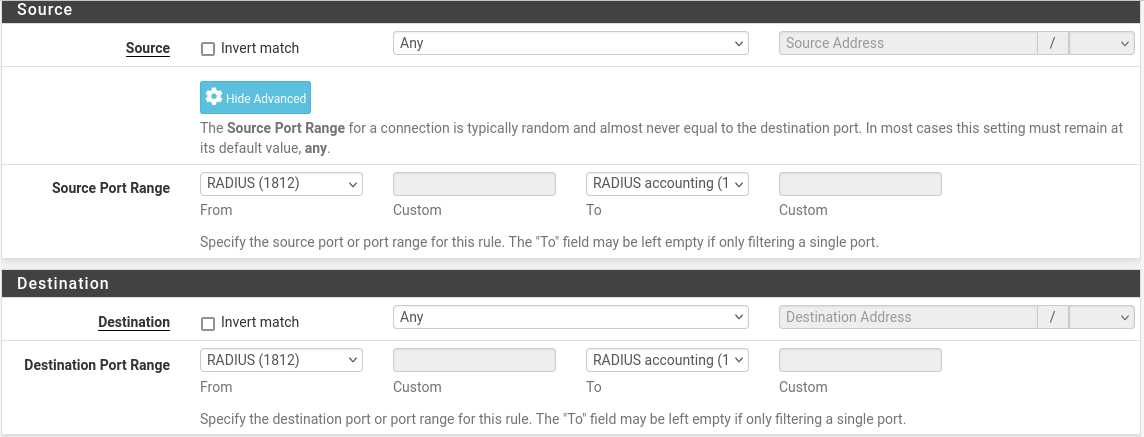 Source
Source Invert match Any Source Address /
Hide Advanced
The Source Port Range for a connection is typically random and almost never equal to the destination port. In most cases this setting must remain at
its default value, any.
Source Port Range RADIUS (1812) RADIUS accounting (1
From Custom To Custom
Specify the source port or port range for this rule. The "To" field may be left empty if only filtering a single port.
Destination
Destination Invert match Any Destination Address /
Destination Port Range RADIUS (1812) RADIUS accounting (1
From Custom To Custom
Specify the destination port or port range for this rule. The "To" field may be left empty if only filtering a single port.